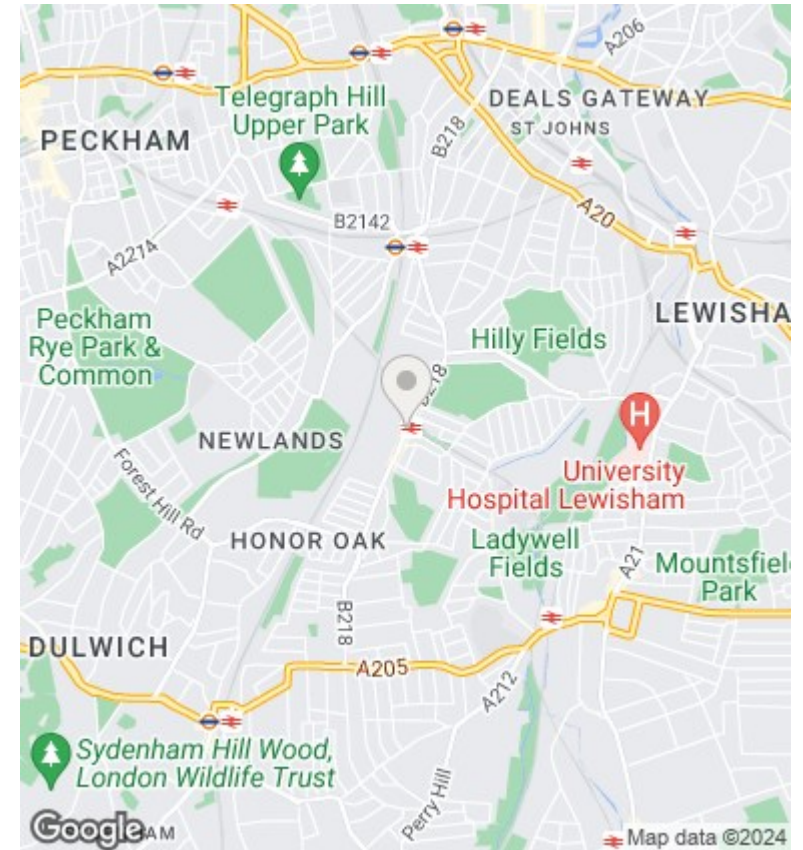 A206
Telegraph Hill
Upper Park
DEALS GATEWAY
ST JOHNS
PECKHAM
B218
A20
B2142
A2214
LEWISHA
Peckham
Rye Park &
Common
Hilly Fields
B218
H
NEWLANDS
University
Hospital Lewisham
Forest Hill Rd
HONOR OAK
Ladywell
Fields
A21
Mountsfiel
Park
B218
DULWICH
A205
A212
Sydenham Hill Wood,
London Wildlife Trust
Perry Hill
Google
AM
Map data ©2024